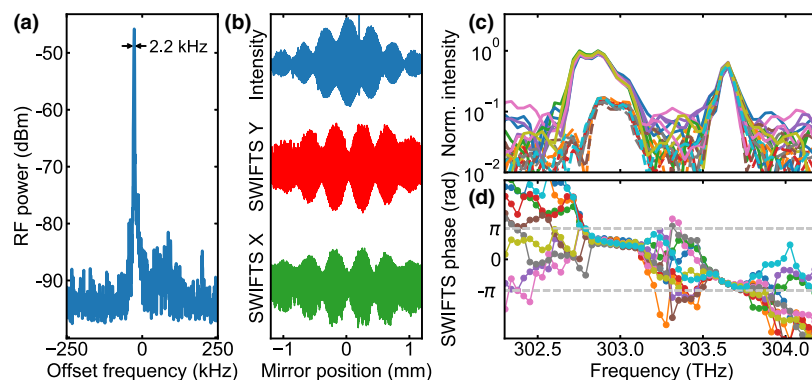 (a)
RF power (dBm)
−50
−60
−70
−80
−90
2.2 kHz
−250
0
250
Offset frequency (kHz)
(b)
Intensity
SWIFTS Y
SWIFTS X
−1
0
1
Mirror position (mm)
(c)
Norm. intensity
10⁰
10⁻¹
10⁻²
(d)
SWIFTS phase (rad)
π
0
-π
302.5
303.0
303.5
304.0
Frequency (THz)